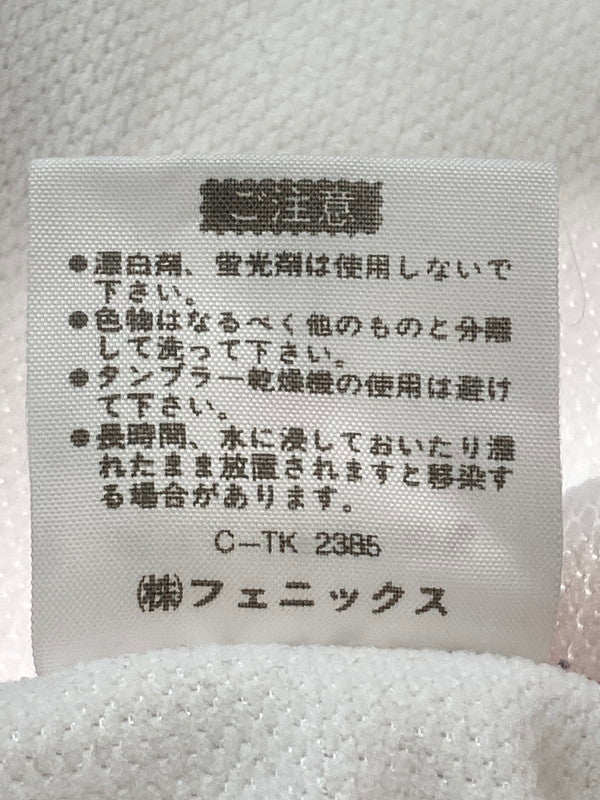 ご注意
●漂白剤、蛍光剤は使用しないで
下さい。
●色物はなるべく他のものと分離
して洗って下さい。
●タンブラー乾燥機の使用は避け
て下さい。
●長時間、水に浸しておいたり濡
れたまま放置されますと移染す
る場合があります。
C-TK 2385
㈱フェニックス